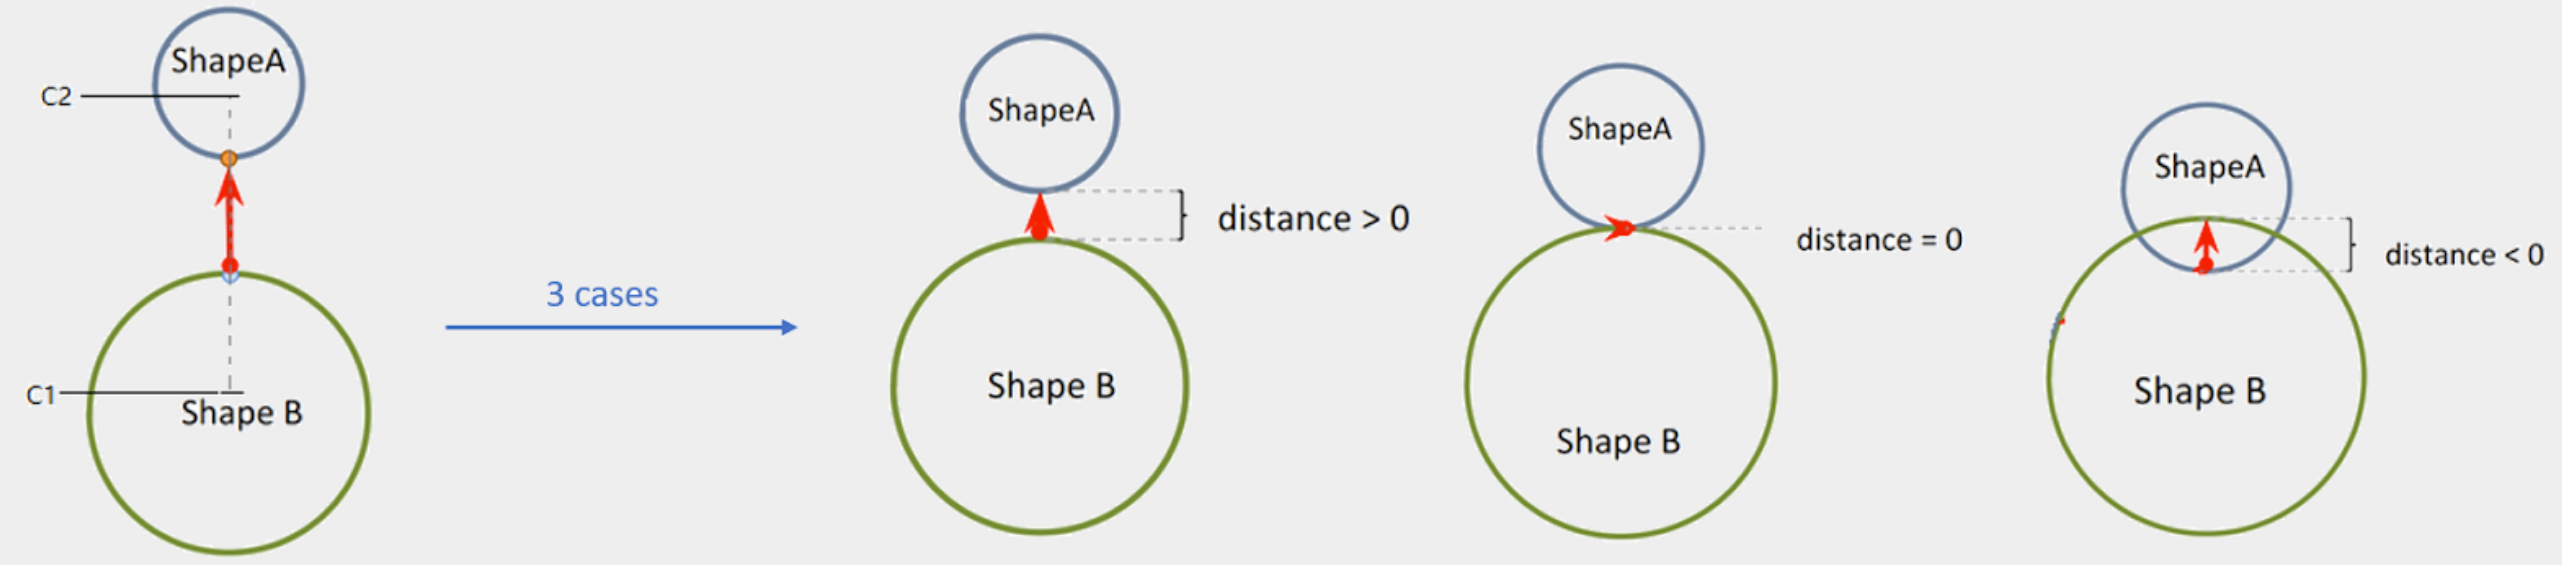 ShapeA
C2
C1
Shape B
3 cases
ShapeA
distance > 0
Shape B
ShapeA
distance = 0
Shape B
ShapeA
distance < 0
Shape B